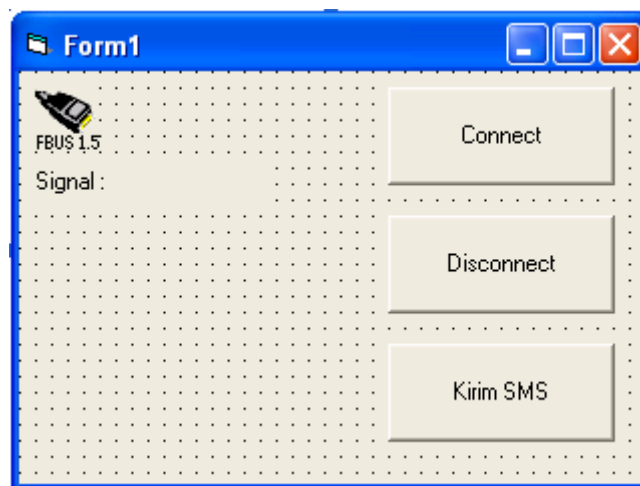 Form1
FBUS 1.5
Connect
Signal :
Disconnect
Kirim SMS